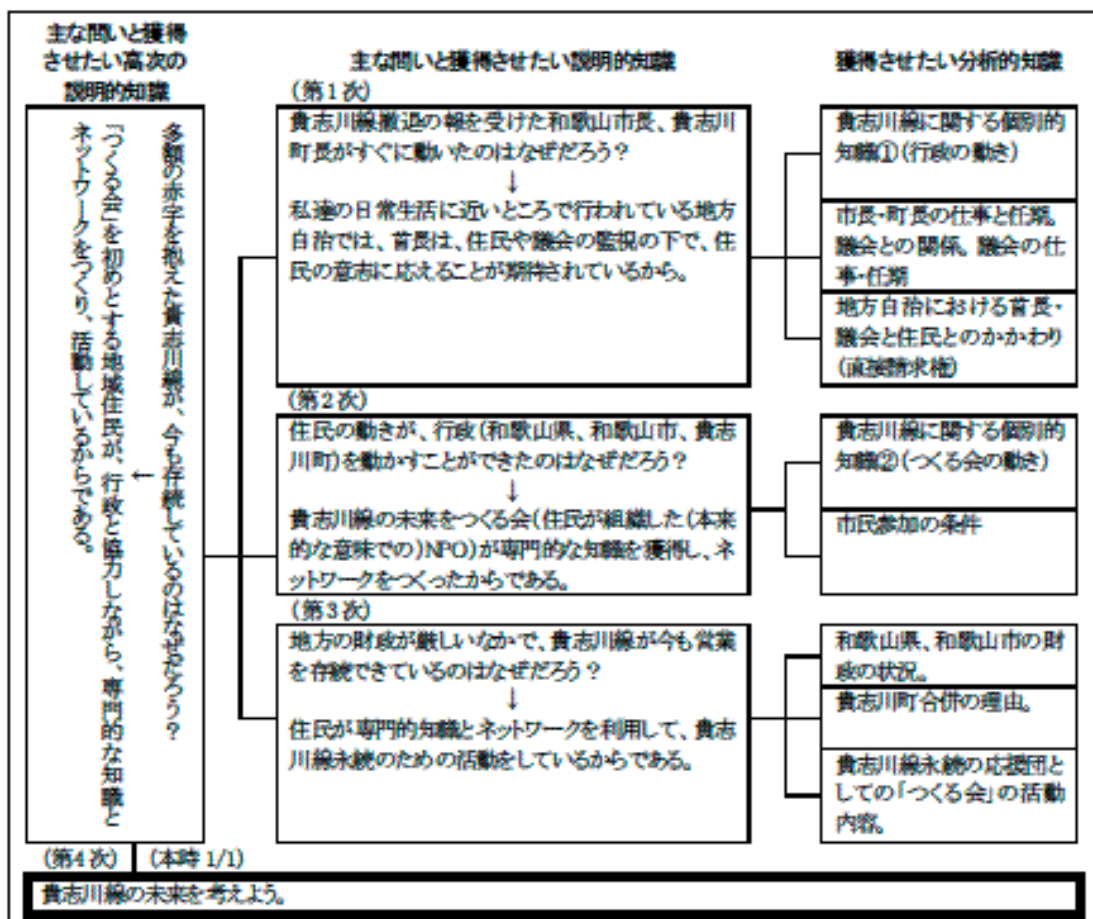 主な問いと獲得
させたい高次の
説明的知識
多額の赤字を抱えた貴志川線が、今も存続しているのはなぜだろう?
↓
「つくる会」を初めとする地域住民が、行政と協力しながら、専門的な知識と
ネットワークをつくり、活動しているからである。
主な問いと獲得させたい説明的知識
(第1次)
貴志川線撤退の報を受けた和歌山市長、貴志川
町長がすぐに動いたのはなぜだろう?
↓
私達の日常生活に近いところで行われている地方
自治では、首長は、住民や議会の監視の下で、住
民の意志に応えることが期待されているから。
(第2次)
住民の動きが、行政(和歌山県、和歌山市、貴志
川町)を動かすことができたのはなぜだろう?
↓
貴志川線の未来をつくる会(住民が組織した(本来
的な意味での)NPO)が専門的な知識を獲得し、ネ
ットワークをつくったからである。
(第3次)
地方の財政が厳しいなかで、貴志川線が今も営業
を存続できているのはなぜだろう?
↓
住民が専門的知識とネットワークを利用して、貴志
川線永続のための活動をしているからである。
獲得させたい分析的知識
貴志川線に関する個別的
知識①(行政の動き)
市長・町長の仕事と任期。
議会との関係。議会の仕
事・任期
地方自治における首長・
議会と住民とのかかわり
(直接請求権)
貴志川線に関する個別的
知識②(つくる会の動き)
市民参加の条件
和歌山県、和歌山市の財
政の状況。
貴志川町合併の理由。
貴志川線永続の応援団と
しての「つくる会」の活動
内容。
(第4次) (本時 1/1)
貴志川線の未来を考えよう。